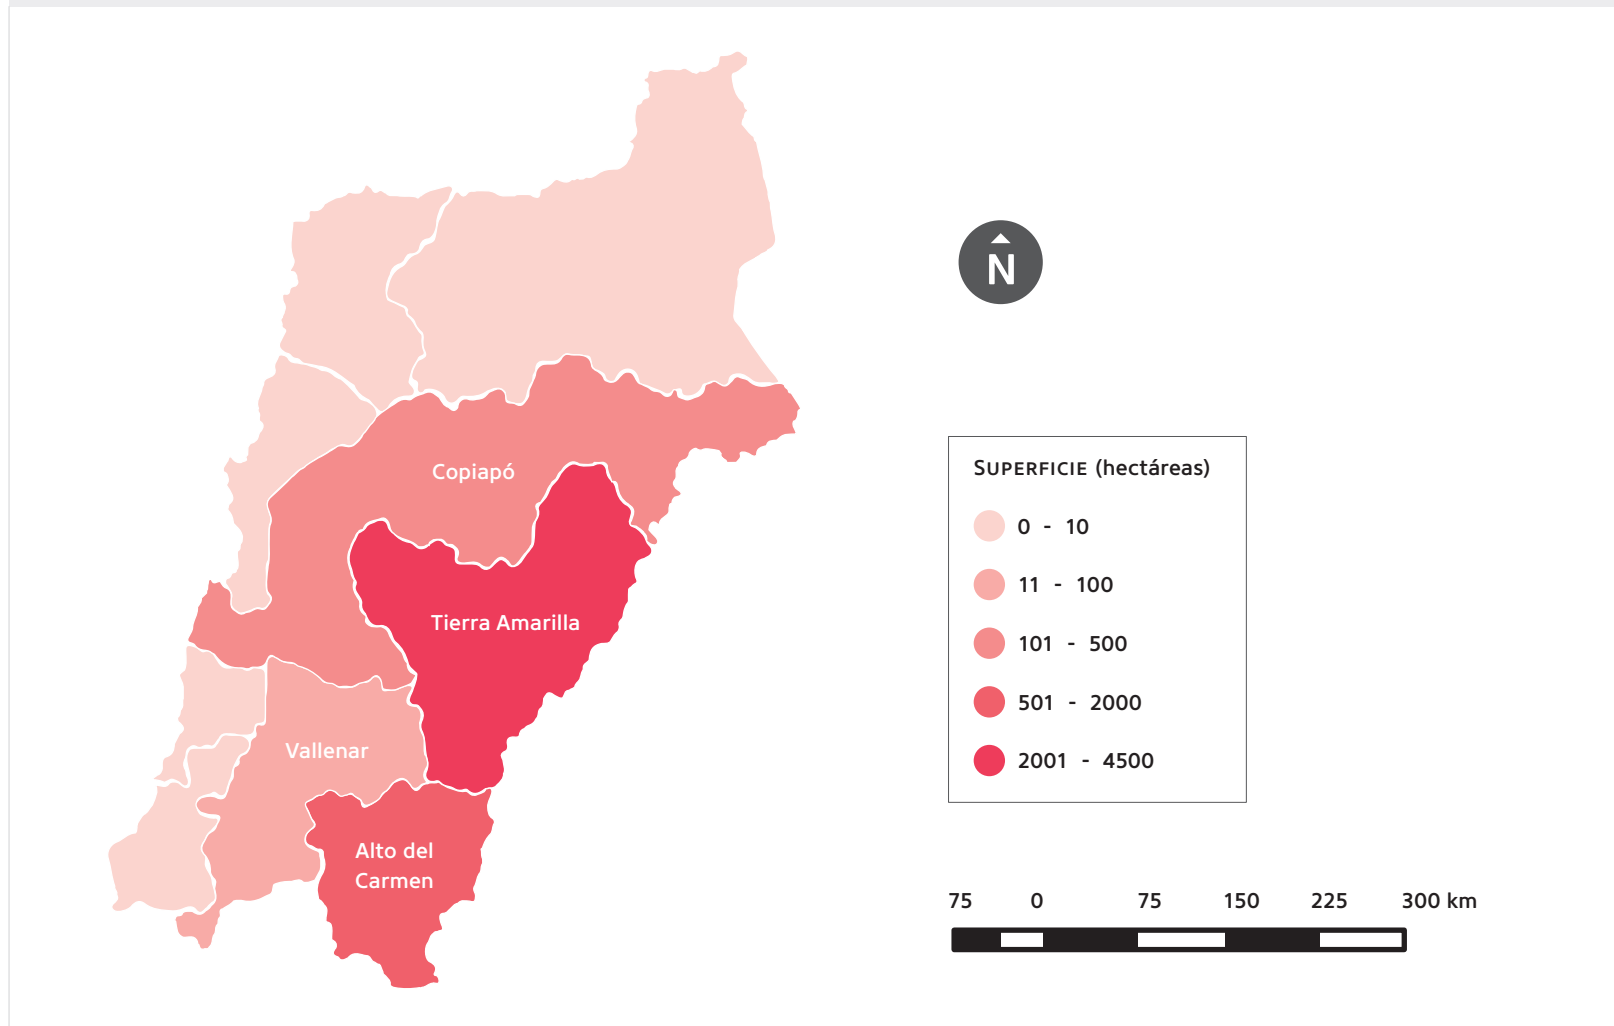 N
Copiapó
Tierra Amarilla
Vallenar
Alto del
Carmen
SUPERFICIE (hectáreas)
0 - 10
11 - 100
101 - 500
501 - 2000
2001 - 4500
75 0 75 150 225 300 km